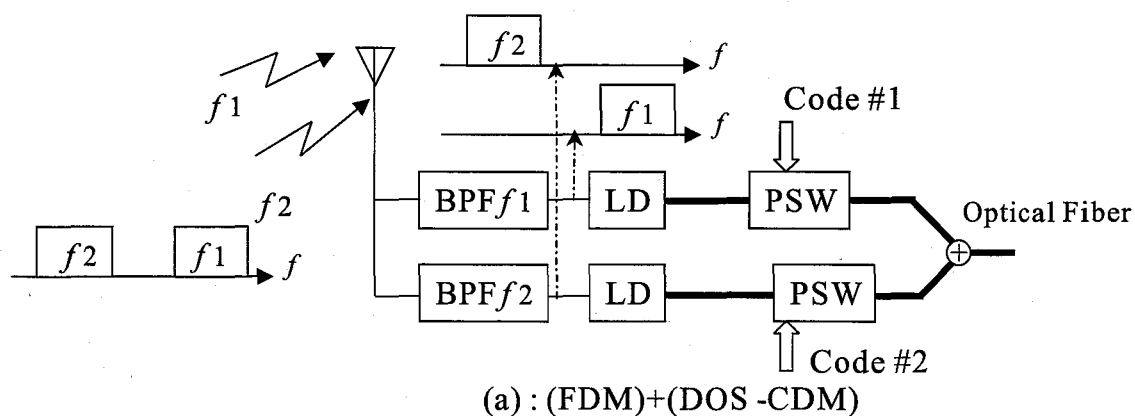 f2
f
f1
f1
f
Code #1
BPFf1
LD
PSW
f2
Optical Fiber
f2
f1
f
BPFf2
LD
PSW
Code #2
(a) : (FDM)+(DOS -CDM)